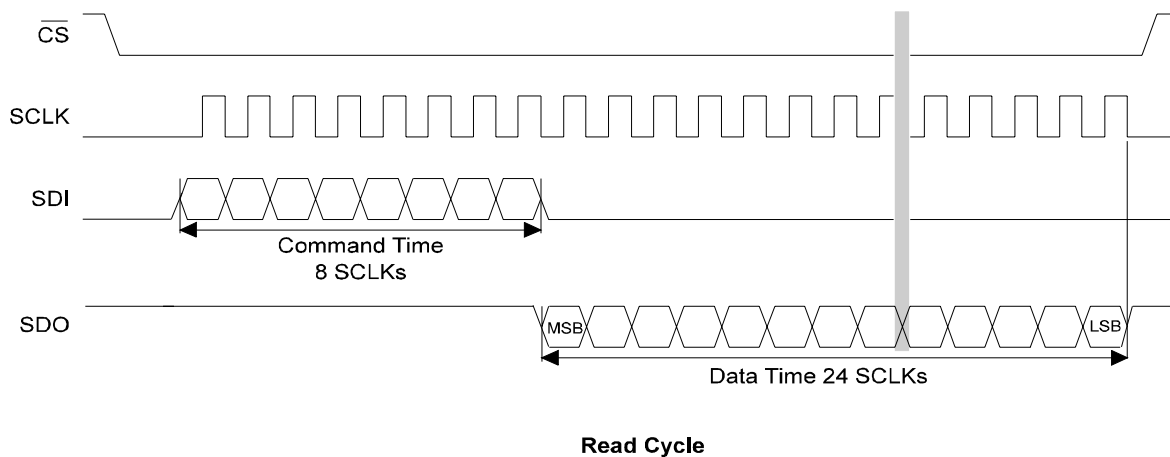 CS
SCLK
SDI
Command Time
8 SCLKs
SDO
MSB
LSB
Data Time 24 SCLKs
Read Cycle